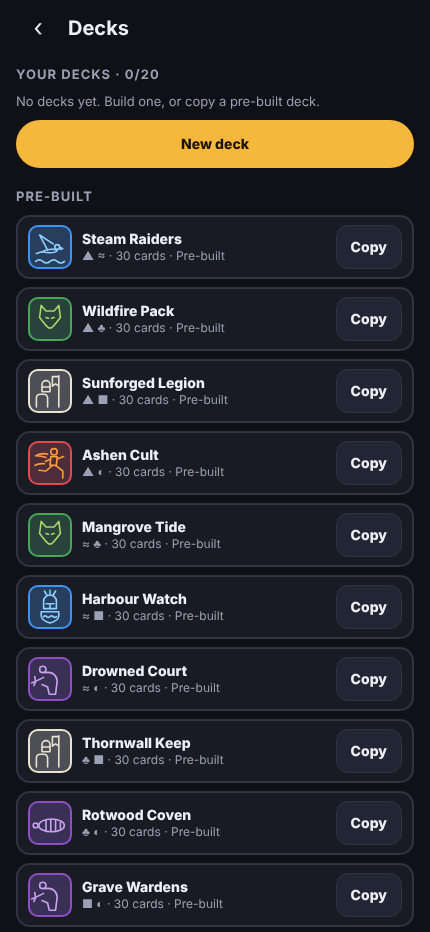 ‹ Decks
YOUR DECKS · 0/20
No decks yet. Build one, or copy a pre-built deck.
New deck
PRE-BUILT
Steam Raiders
▲ ≈ · 30 cards · Pre-built
Copy
Wildfire Pack
▲ ♣ · 30 cards · Pre-built
Copy
Sunforged Legion
▲ ■ · 30 cards · Pre-built
Copy
Ashen Cult
▲ ◖ · 30 cards · Pre-built
Copy
Mangrove Tide
≈ ♣ · 30 cards · Pre-built
Copy
Harbour Watch
≈ ■ · 30 cards · Pre-built
Copy
Drowned Court
≈ ◖ · 30 cards · Pre-built
Copy
Thornwall Keep
♣ ■ · 30 cards · Pre-built
Copy
Rotwood Coven
♣ ◖ · 30 cards · Pre-built
Copy
Grave Wardens
■ ◖ · 30 cards · Pre-built
Copy